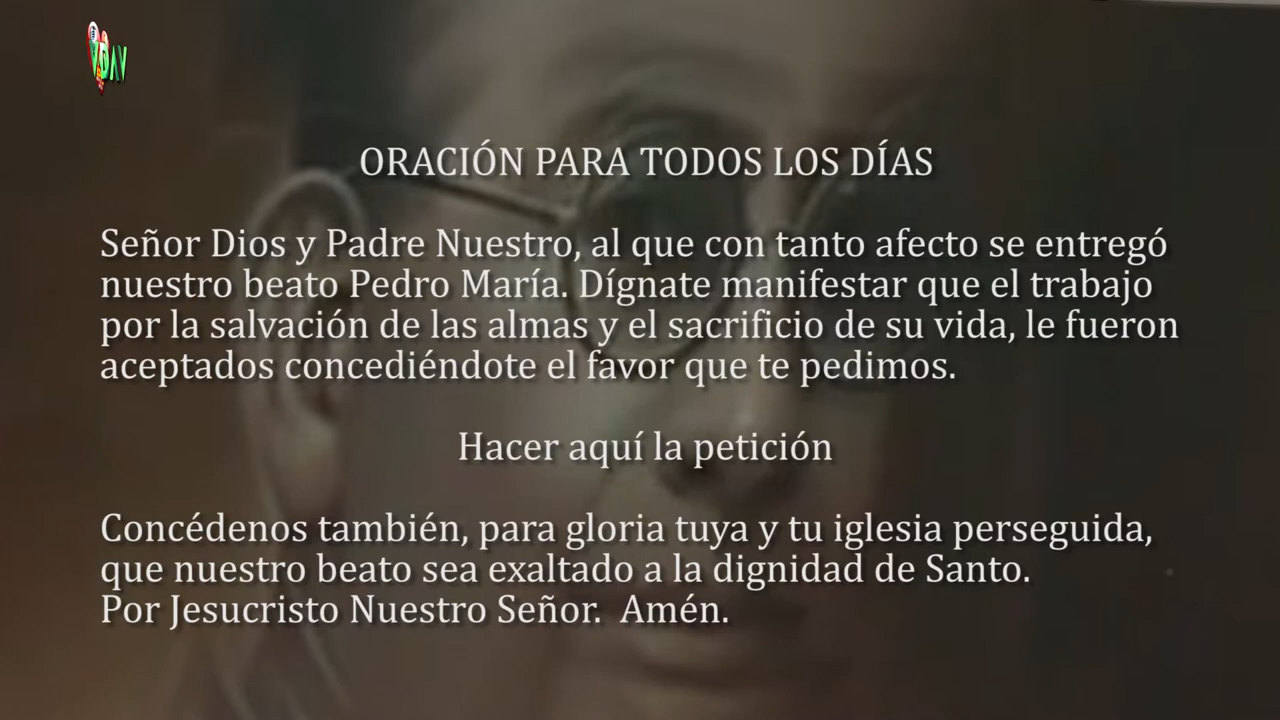 VDAV
ORACIÓN PARA TODOS LOS DÍAS
Señor Dios y Padre Nuestro, al que con tanto afecto se entregó
nuestro beato Pedro María. Dígnate manifestar que el trabajo
por la salvación de las almas y el sacrificio de su vida, le fueron
aceptados concediéndote el favor que te pedimos.
Hacer aquí la petición
Concédenos también, para gloria tuya y tu iglesia perseguida,
que nuestro beato sea exaltado a la dignidad de Santo.
Por Jesucristo Nuestro Señor.  Amén.